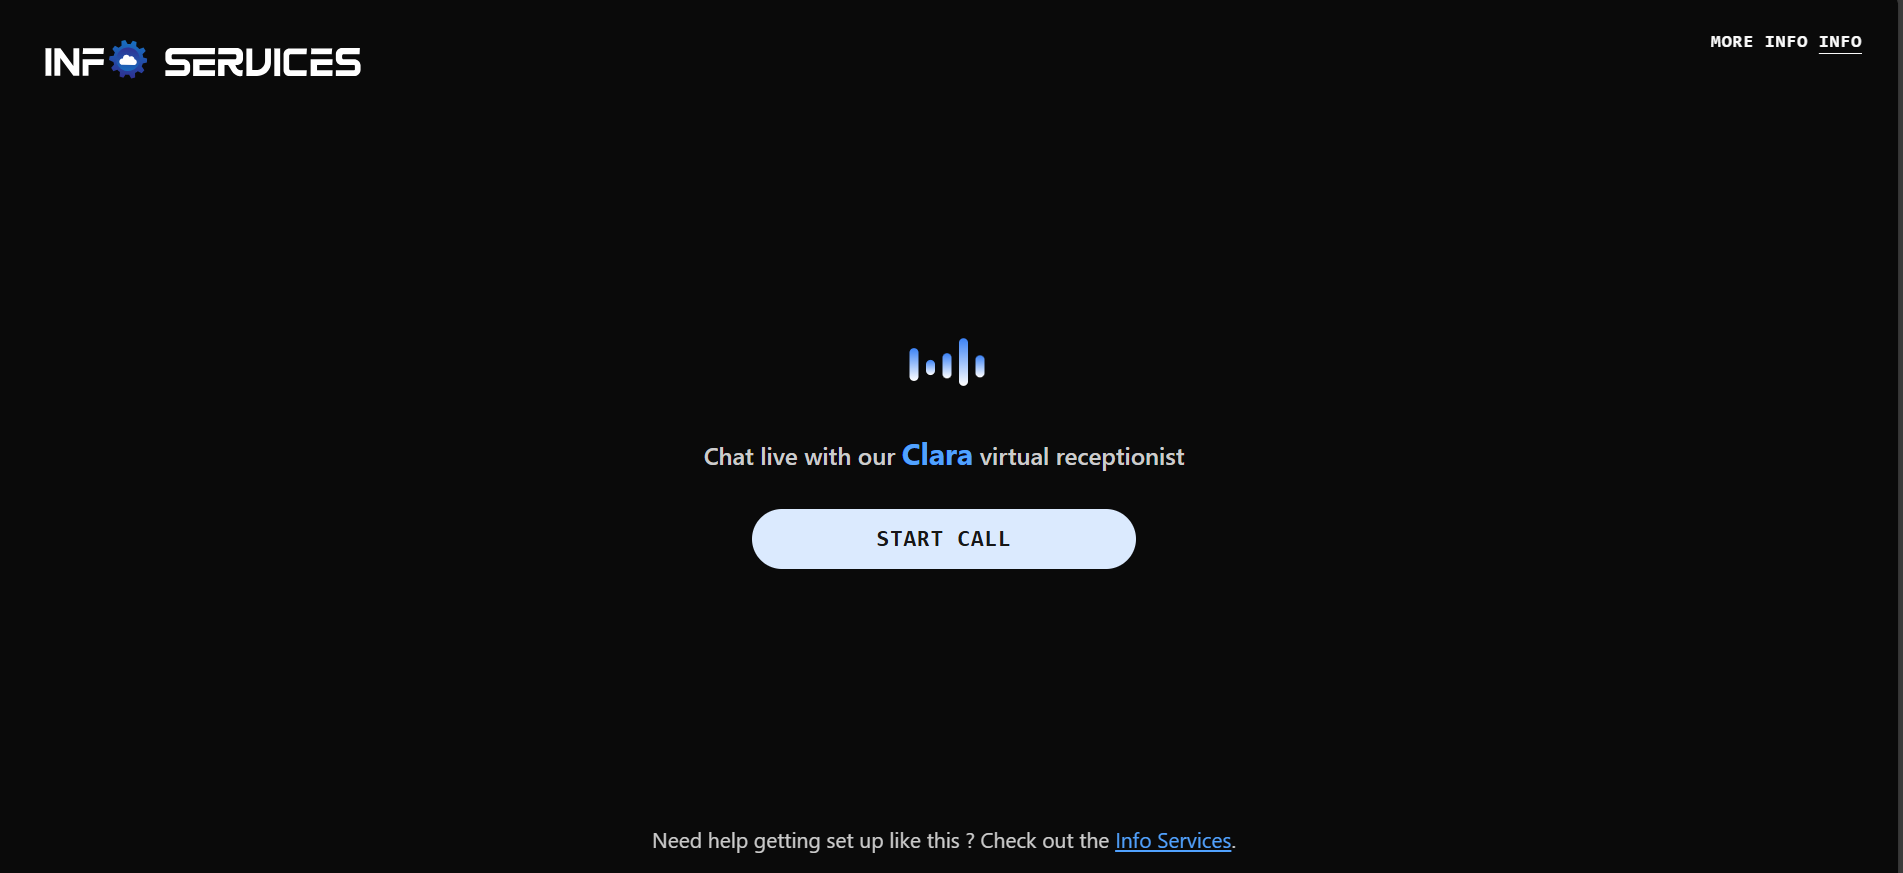 INFO SERVICES
MORE INFO INFO
Chat live with our Clara virtual receptionist
START CALL
Need help getting set up like this ? Check out the Info Services.